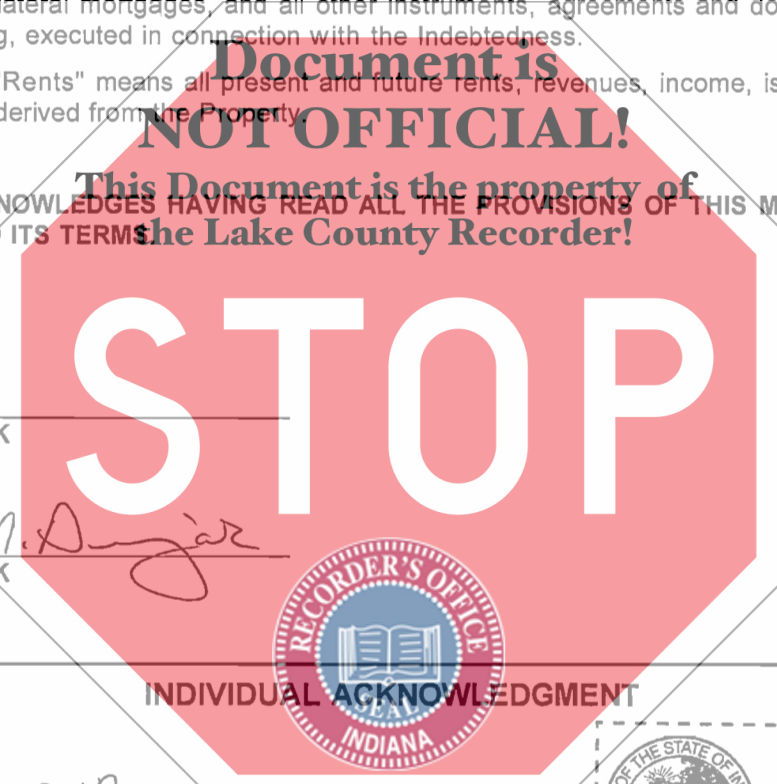 lateral mortgages, and all other instruments, agreements and do
g, executed in connection with the Indebtedness.
Document is
"Rents" means all present and future rents, revenues, income, is
derived from the Property.
NOT OFFICIAL!
This Document is the property of
NOWLEDGES HAVING READ ALL THE PROVISIONS OF THIS M
ITS TERMS.
the Lake County Recorder!
STOP
K
K
RECORDER'S OFFICE
SEAL
INDIANA
INDIVIDUAL ACKNOWLEDGMENT
OF THE STATE OF IN